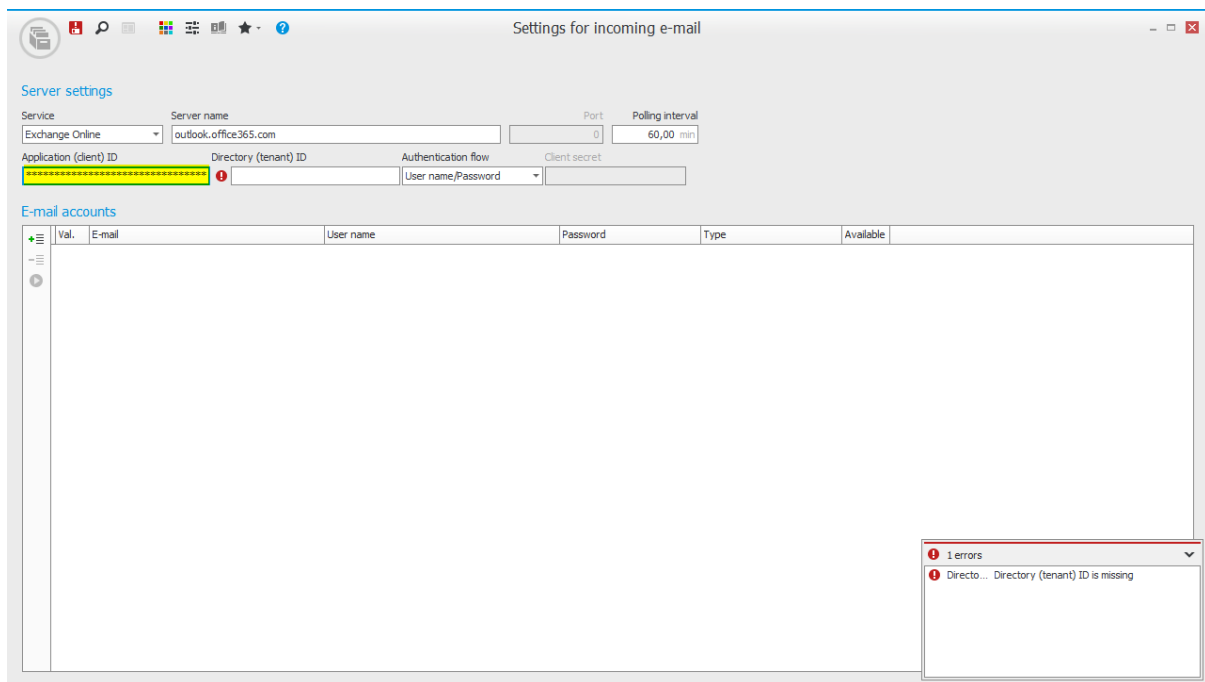 Settings for incoming e-mail
Server settings
Service Server name Port Polling interval
Exchange Online outlook.office365.com 0 60,00 min
Application (client) ID Directory (tenant) ID Authentication flow Client secret
******************************** User name/Password
E-mail accounts
Val. E-mail User name Password Type Available
1 errors
Directo... Directory (tenant) ID is missing